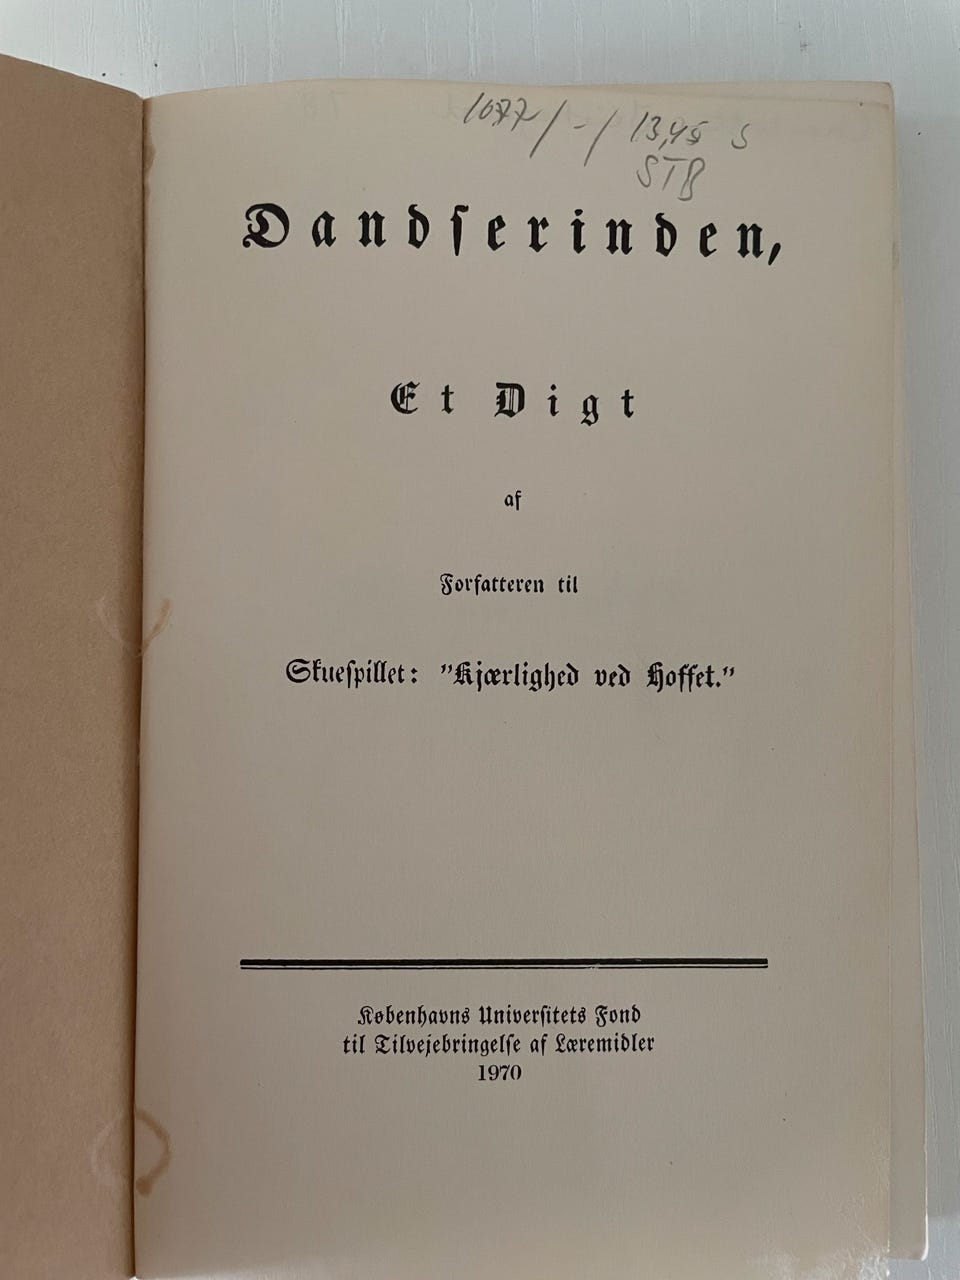 1077/-/ 13,45 S
STB
Dandſerinden,
Et Digt
af
Forfatteren til
Skueſpillet: "Kjærlighed ved Hoffet."
Københavns Univerſitets Fond
til Tilvejebringelſe af Læremidler
1970